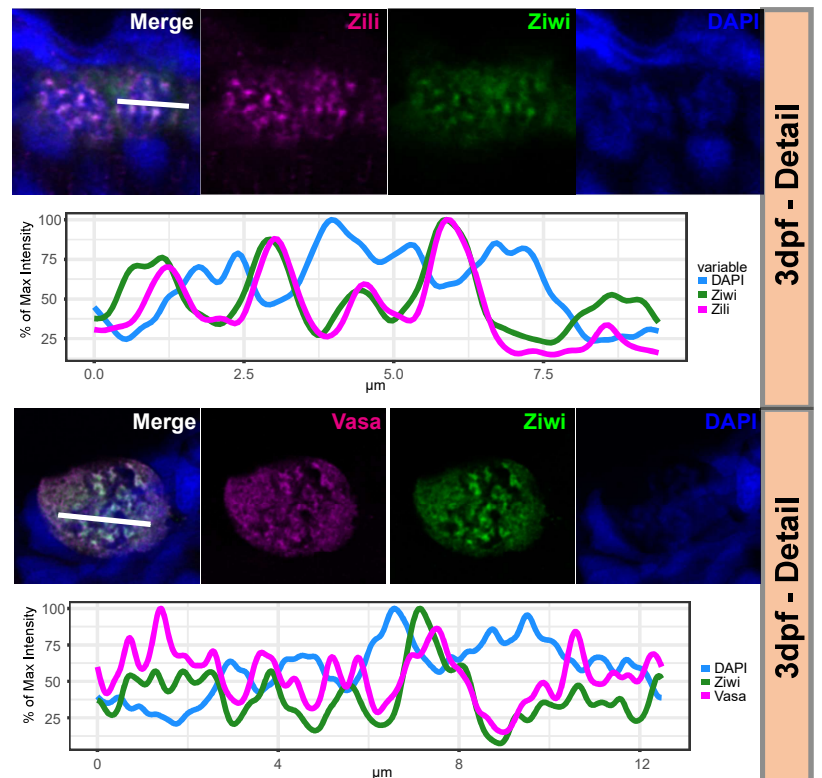 Merge Zili Ziwi DAPI
3dpf - Detail
% of Max Intensity
100
75
50
25
0.0 2.5 5.0 7.5
µm
variable
DAPI
Ziwi
Zili
Merge Vasa Ziwi DAPI
3dpf - Detail
% of Max Intensity
100
75
50
25
0 4 8 12
µm
DAPI
Ziwi
Vasa